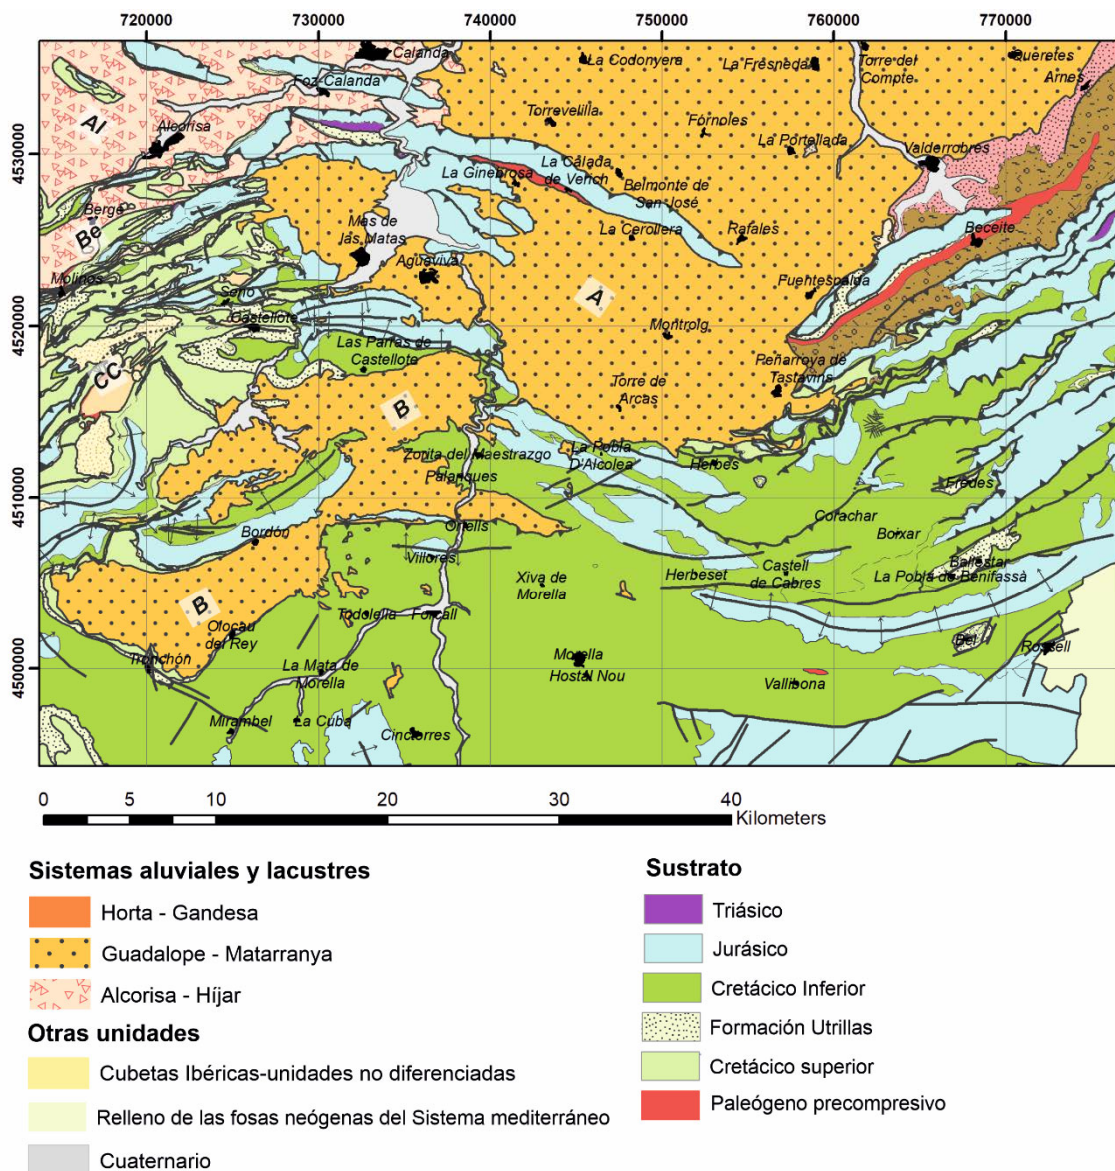 720000
730000
740000
750000
760000
770000
4530000
4520000
4510000
4500000
Calanda
Foz-Calanda
La Codonyera
La Fresneda
Torre del
Compte
Queretes
Arnes
Al
Alcorisa
Torrevelilla
Fórnoles
La Portellada
Valderrobres
La Ginebrosa
La Cañada
de Verich
Belmonte de
San José
Berge
Be
Mas de
las Matas
La Cerollera
Rafales
Beceite
Molinos
Aguaviva
Fuentespalda
Seno
Castellote
A
Montroig
Las Parras de
Castellote
CC
Peñarroya de
Tastavins
B
Torre de
Arcas
Zorita del Maestrazgo
La Pobla
D'Alcolea
Herbés
Palanques
Fredes
Corachar
Boixar
Bordón
Ortells
Villores
Xiva de
Morella
Herbeset
Castell
de Cabres
Ballestar
La Pobla de Benifassà
B
Olocau
del Rey
Todolella
Forcall
Bel
Rossell
Tronchón
La Mata de
Morella
Morella
Hostal Nou
Vallibona
Mirambel
La Cuba
Cinctorres
0 5 10 20 30 40
Kilometers
Sistemas aluviales y lacustres
Horta - Gandesa
Guadalope - Matarranya
Alcorisa - Híjar
Otras unidades
Cubetas Ibéricas-unidades no diferenciadas
Relleno de las fosas neógenas del Sistema mediterráneo
Cuaternario
Sustrato
Triásico
Jurásico
Cretácico Inferior
Formación Utrillas
Cretácico superior
Paleógeno precompresivo